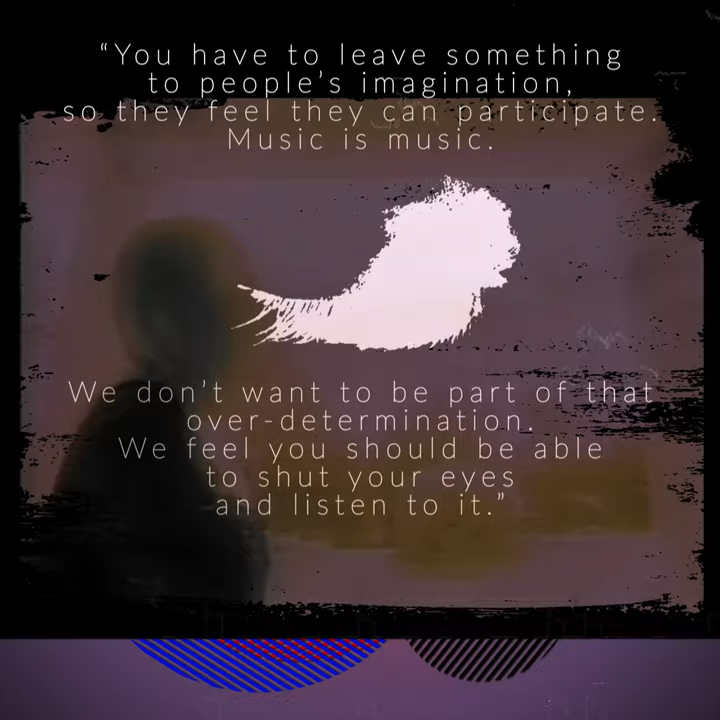 “You have to leave something
to people’s imagination,
so they feel they can participate.
Music is music.
We don’t want to be part of that
over-determination.
We feel you should be able
to shut your eyes
and listen to it.”